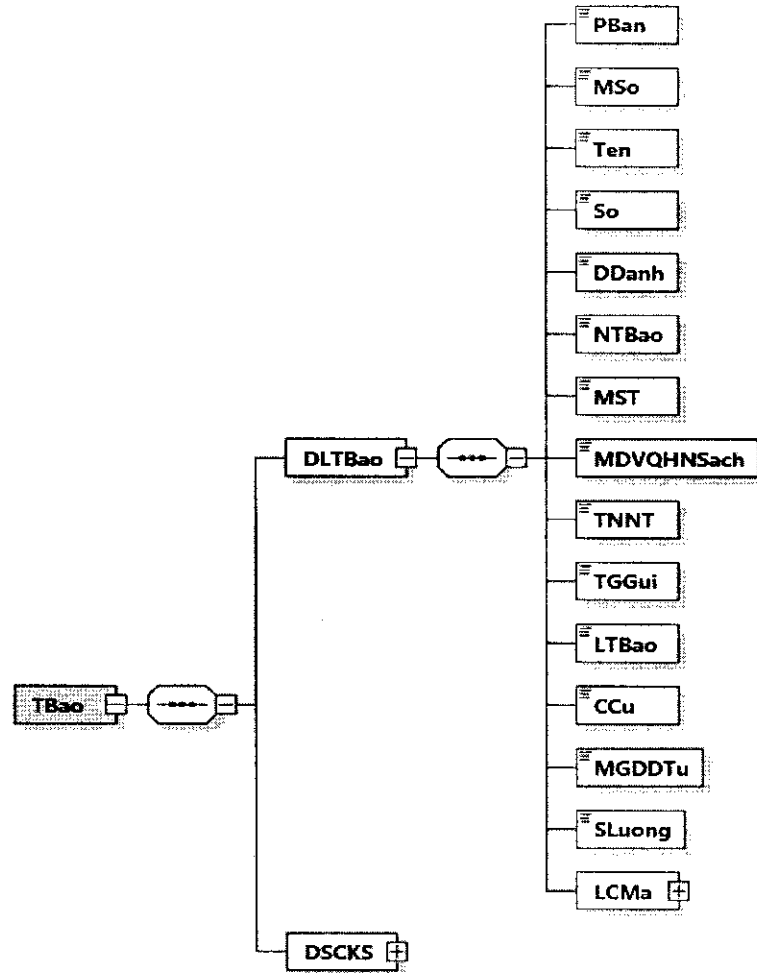 PBan
MSo
Ten
So
DDanh
NTBao
MST
DLTBao
MDVQHNSach
TNNT
TGGui
LTBao
TBao
CCu
MGDDTu
SLuong
LCMa
DSCKS